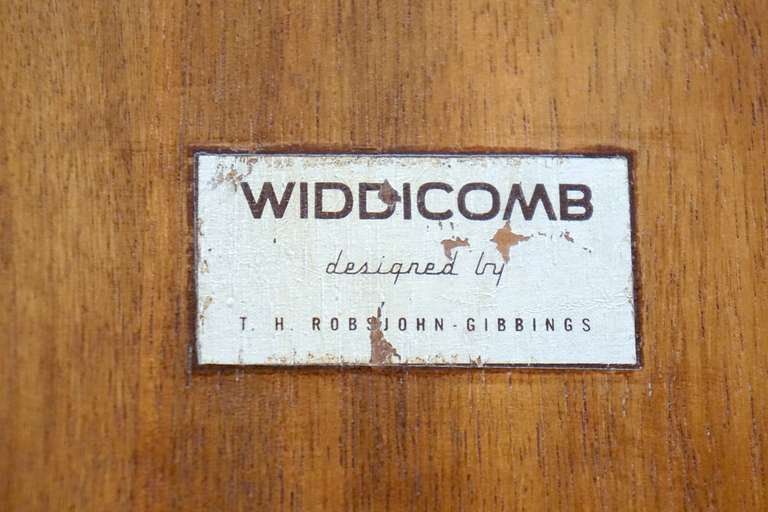 WIDDICOMB
designed by
T. H. ROBSJOHN-GIBBINGS